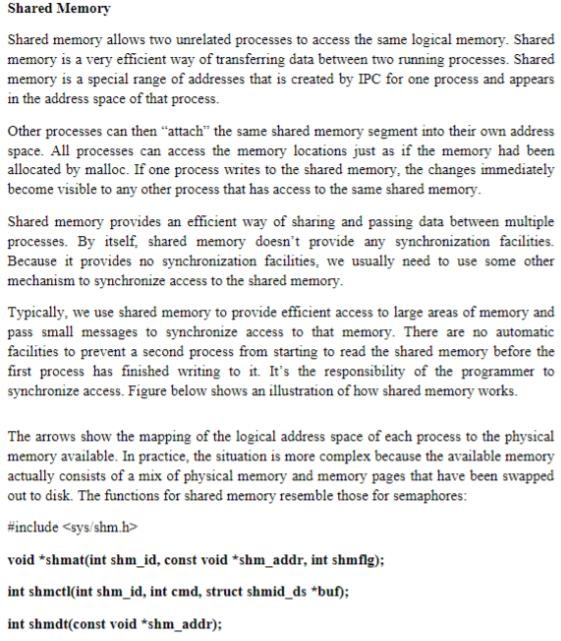 Shared Memory
Shared memory allows two unrelated processes to access the same logical memory. Shared
memory is a very efficient way of transferring data between two running processes. Shared
memory is a special range of addresses that is created by IPC for one process and appears
in the address space of that process.
Other processes can then “attach” the same shared memory segment into their own address
space. All processes can access the memory locations just as if the memory had been
allocated by malloc. If one process writes to the shared memory, the changes immediately
become visible to any other process that has access to the same shared memory.
Shared memory provides an efficient way of sharing and passing data between multiple
processes. By itself, shared memory doesn’t provide any synchronization facilities.
Because it provides no synchronization facilities, we usually need to use some other
mechanism to synchronize access to the shared memory.
Typically, we use shared memory to provide efficient access to large areas of memory and
pass small messages to synchronize access to that memory. There are no automatic
facilities to prevent a second process from starting to read the shared memory before the
first process has finished writing to it. It’s the responsibility of the programmer to
synchronize access. Figure below shows an illustration of how shared memory works.
The arrows show the mapping of the logical address space of each process to the physical
memory available. In practice, the situation is more complex because the available memory
actually consists of a mix of physical memory and memory pages that have been swapped
out to disk. The functions for shared memory resemble those for semaphores:
#include <sys/shm.h>
void *shmat(int shm_id, const void *shm_addr, int shmflg);
int shmctl(int shm_id, int cmd, struct shmid_ds *buf);
int shmdt(const void *shm_addr);